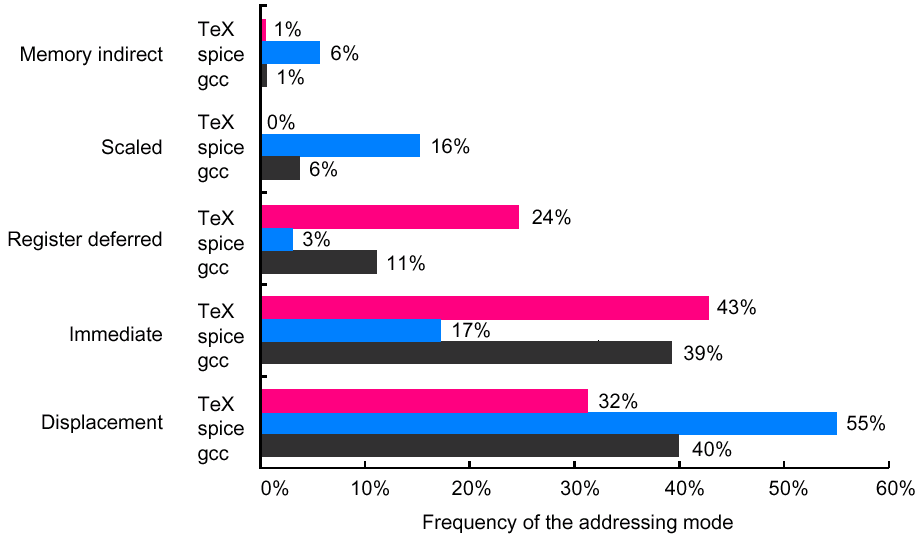 TeX 1%
Memory indirect spice 6%
gcc 1%
TeX 0%
Scaled spice 16%
gcc 6%
TeX 24%
Register deferred spice 3%
gcc 11%
TeX 43%
Immediate spice 17%
gcc 39%
TeX 32%
Displacement spice 55%
gcc 40%
0% 10% 20% 30% 40% 50% 60%
Frequency of the addressing mode